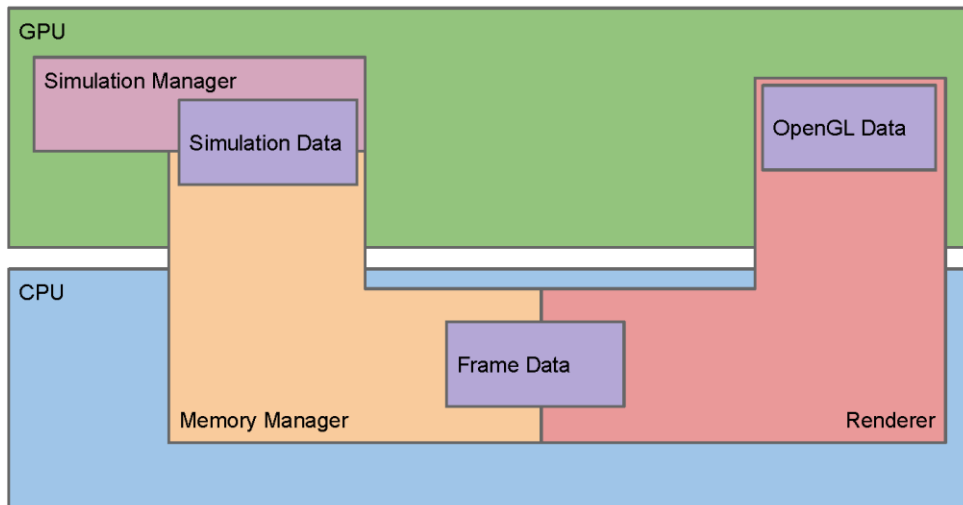 GPU
Simulation Manager
Simulation Data
OpenGL Data
CPU
Frame Data
Memory Manager
Renderer